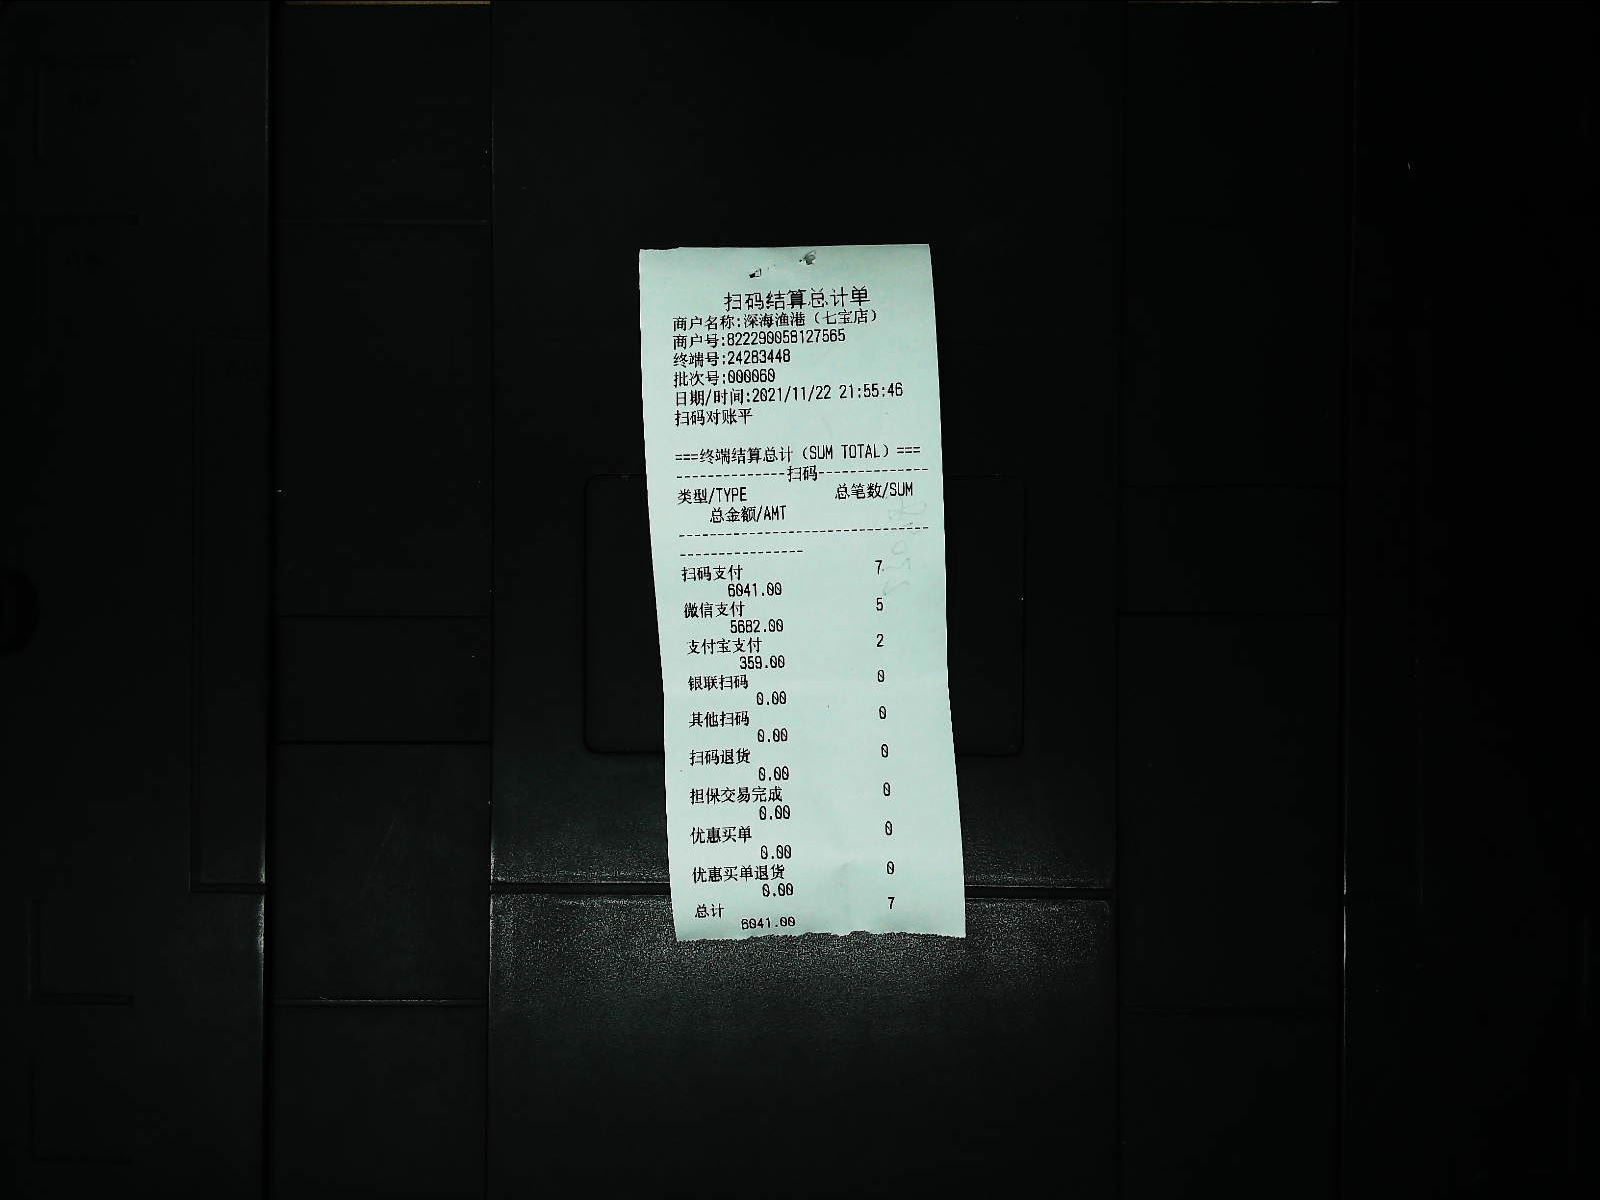 扫码结算总计单
商户名称:深海渔港（七宝店）
商户号:822290058127565
终端号:24283448
批次号:000060
日期/时间:2021/11/22 21:55:46
扫码对账平
===终端结算总计（SUM TOTAL）===
--------------扫码--------------
类型/TYPE 总笔数/SUM
总金额/AMT
--------------------------------
----------------
扫码支付 7
6041.00
微信支付 5
5682.00
支付宝支付 2
359.00
银联扫码 0
0.00
其他扫码 0
0.00
扫码退货 0
0.00
担保交易完成 0
0.00
优惠买单 0
0.00
优惠买单退货 0
0.00
总计 7
6041.00